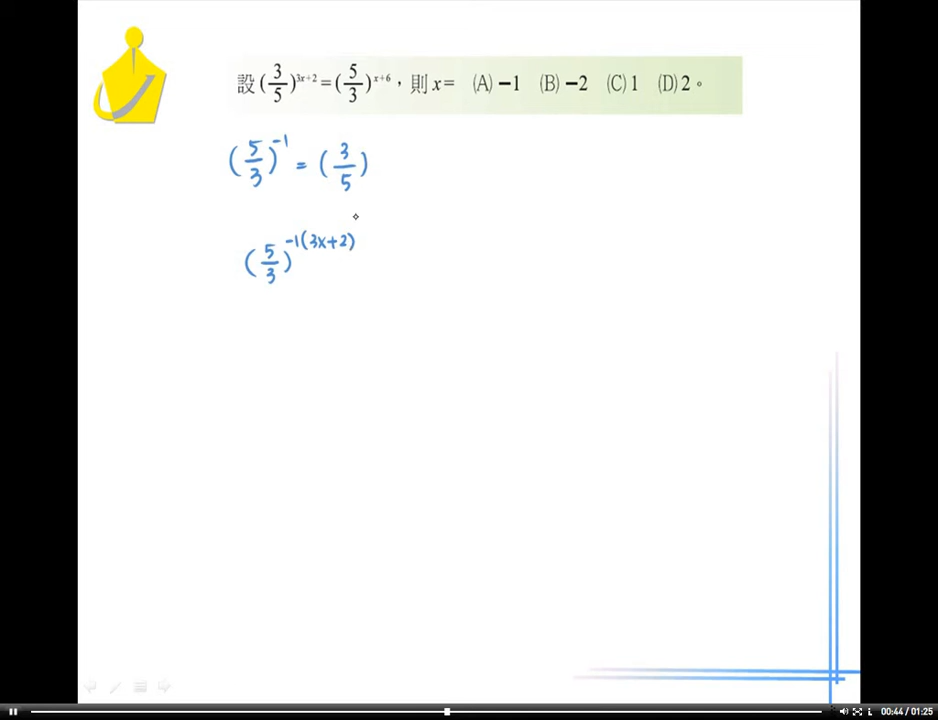 設 (3/5)^{3x+2} = (5/3)^{x+6}，則 x= (A) −1 (B) −2 (C) 1 (D) 2。
(5/3)^{-1} = (3/5)
(5/3)^{-1(3x+2)}
00:44 / 01:25